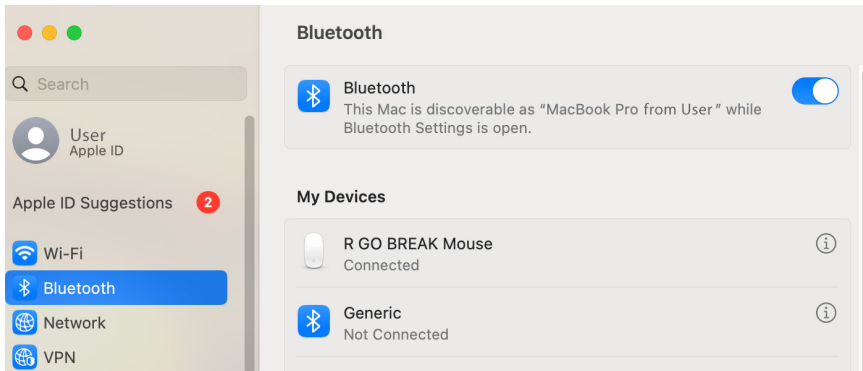 Search
User
Apple ID
Apple ID Suggestions 2
Wi-Fi
Bluetooth
Network
VPN
Bluetooth
Bluetooth
This Mac is discoverable as “MacBook Pro from User” while
Bluetooth Settings is open.
My Devices
R GO BREAK Mouse
Connected
Generic
Not Connected